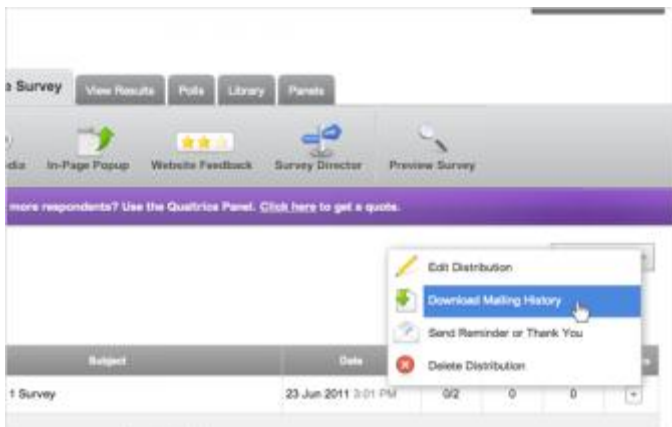 e Survey View Results Polls Library Panels
dia In-Page Popup Website Feedback Survey Director Preview Survey
more respondents? Use the Qualtrics Panel. Click here to get a quote.
Edit Distribution
Download Mailing History
Send Reminder or Thank You
Delete Distribution
Subject Date
t Survey 23 Jun 2011 3:01 PM 0/2 0 0